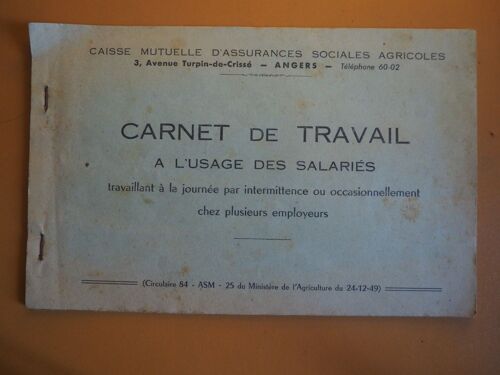 CAISSE MUTUELLE D'ASSURANCES SOCIALES AGRICOLES
3, Avenue Turpin-de-Crissé — ANGERS — Téléphone 60-02
CARNET DE TRAVAIL
A L'USAGE DES SALARIÉS
travaillant à la journée par intermittence ou occasionnellement
chez plusieurs employeurs
(Circulaire 84 - ASM - 25 du Ministère de l'Agriculture du 24-12-49)